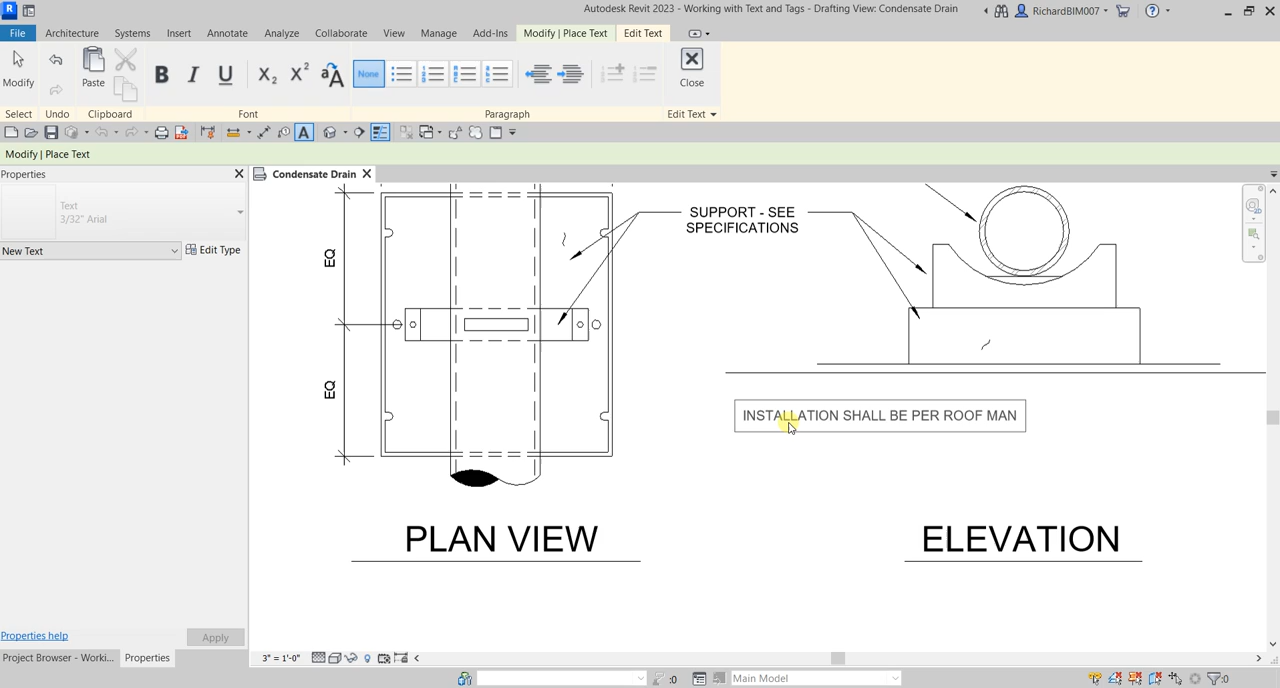 Autodesk Revit 2023 - Working with Text and Tags - Drafting View: Condensate Drain
RichardBIM007
File
Architecture
Systems
Insert
Annotate
Analyze
Collaborate
View
Manage
Add-Ins
Modify | Place Text
Edit Text
Modify
Paste
None
Close
Select
Undo
Clipboard
Font
Paragraph
Edit Text
Modify | Place Text
Properties
Condensate Drain
Text
3/32" Arial
New Text
Edit Type
EQ
EQ
SUPPORT - SEE
SPECIFICATIONS
INSTALLATION SHALL BE PER ROOF MAN
PLAN VIEW
ELEVATION
Properties help
Apply
Project Browser - Worki...
Properties
3" = 1'-0"
:0
Main Model
:0